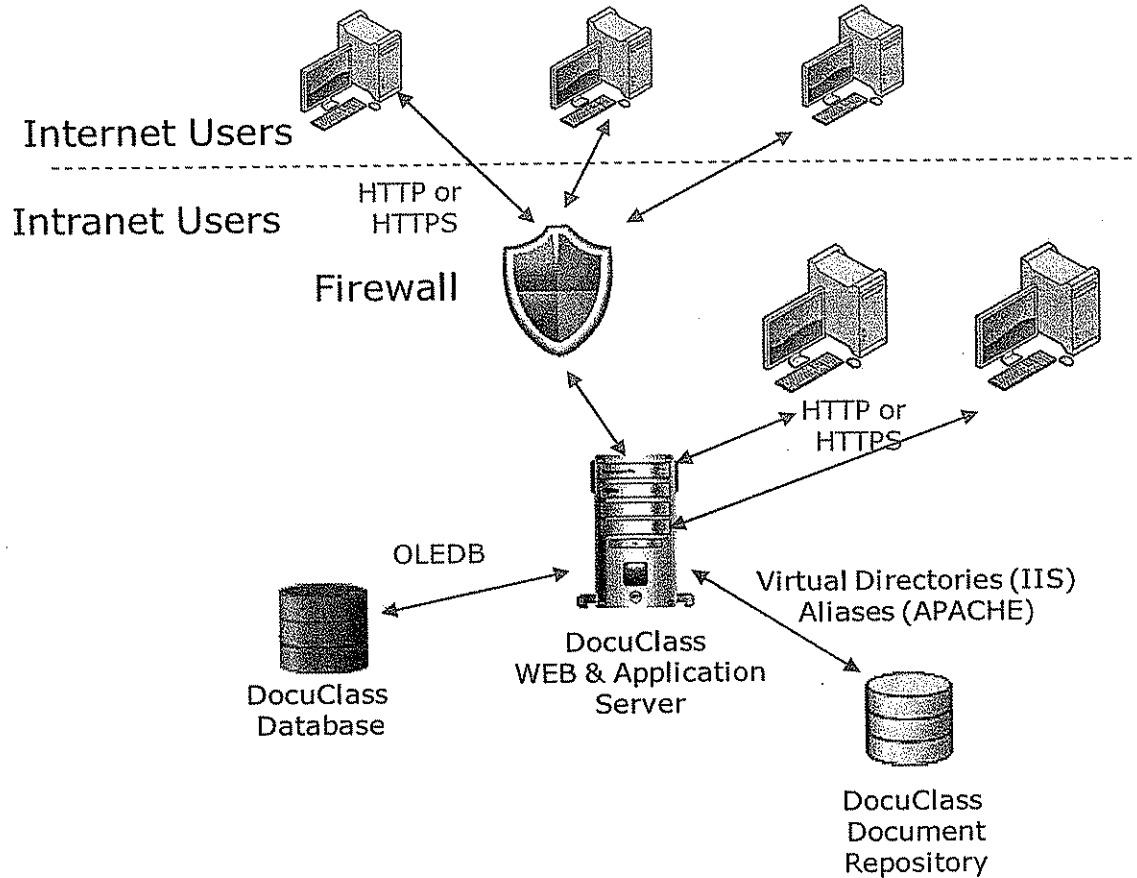 Internet Users
HTTP or
HTTPS
Intranet Users
Firewall
HTTP or
HTTPS
OLEDB
Virtual Directories (IIS)
Aliases (APACHE)
DocuClass
WEB & Application
Server
DocuClass
Database
DocuClass
Document
Repository